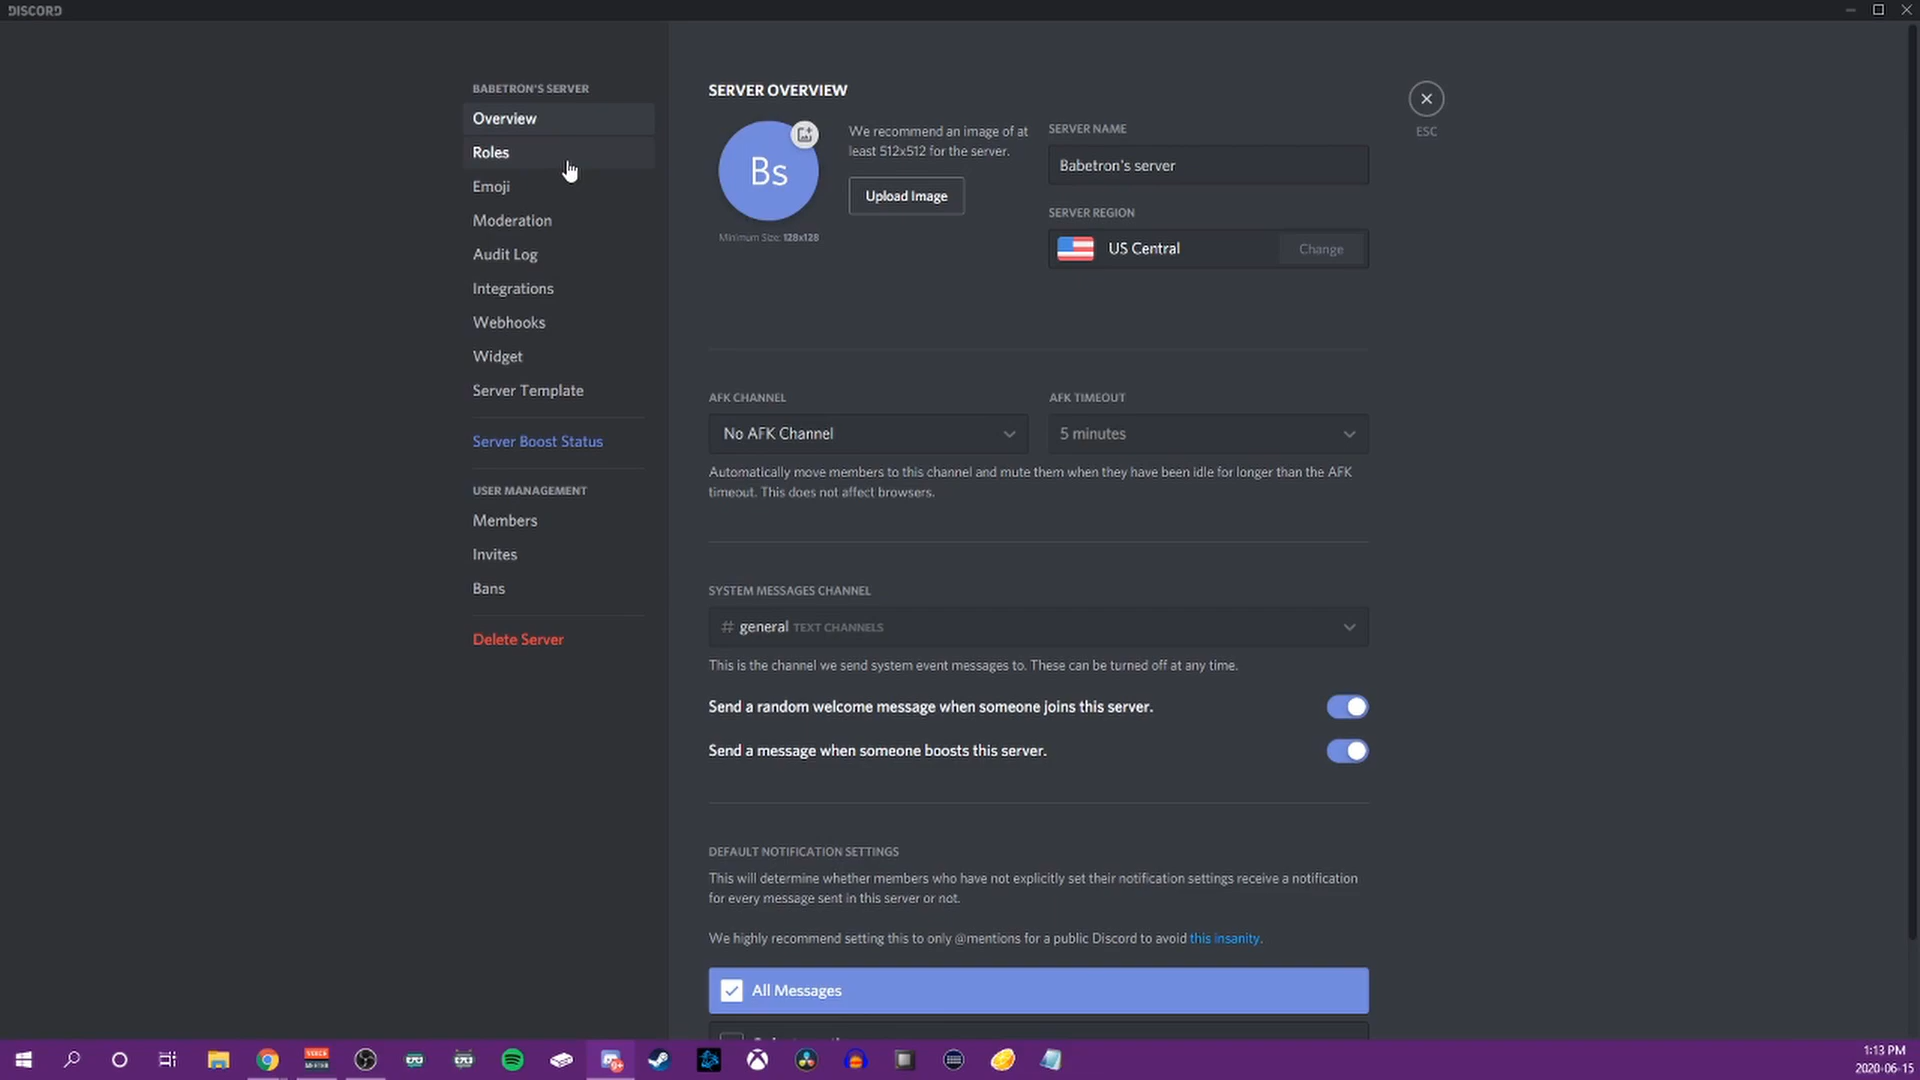 DISCORD
BABETRON'S SERVER
Overview
Roles
Emoji
Moderation
Audit Log
Integrations
Webhooks
Widget
Server Template
Server Boost Status
USER MANAGEMENT
Members
Invites
Bans
Delete Server
SERVER OVERVIEW
Bs
Minimum Size: 128x128
We recommend an image of at
least 512x512 for the server.
Upload Image
SERVER NAME
Babetron's server
SERVER REGION
US Central
Change
ESC
AFK CHANNEL
No AFK Channel
AFK TIMEOUT
5 minutes
Automatically move members to this channel and mute them when they have been idle for longer than the AFK
timeout. This does not affect browsers.
SYSTEM MESSAGES CHANNEL
# general TEXT CHANNELS
This is the channel we send system event messages to. These can be turned off at any time.
Send a random welcome message when someone joins this server.
Send a message when someone boosts this server.
DEFAULT NOTIFICATION SETTINGS
This will determine whether members who have not explicitly set their notification settings receive a notification
for every message sent in this server or not.
We highly recommend setting this to only @mentions for a public Discord to avoid this insanity.
All Messages
1:13 PM
2020-06-15